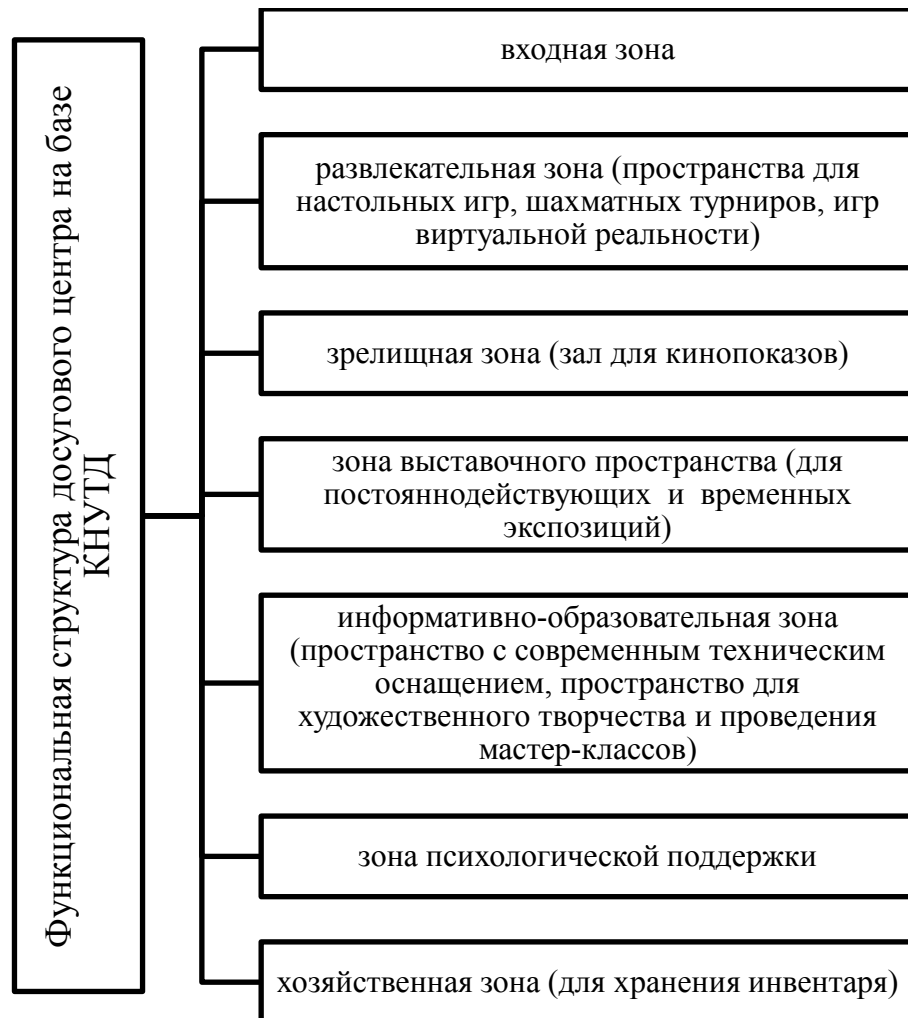 Функциональная структура досугового центра на базе
КНУТД
входная зона
развлекательная зона (пространства для
настольных игр, шахматных турниров, игр
виртуальной реальности)
зрелищная зона (зал для кинопоказов)
зона выставочного пространства (для
постояннодействующих и временных
экспозиций)
информативно-образовательная зона
(пространство с современным техническим
оснащением, пространство для
художественного творчества и проведения
мастер-классов)
зона психологической поддержки
хозяйственная зона (для хранения инвентаря)